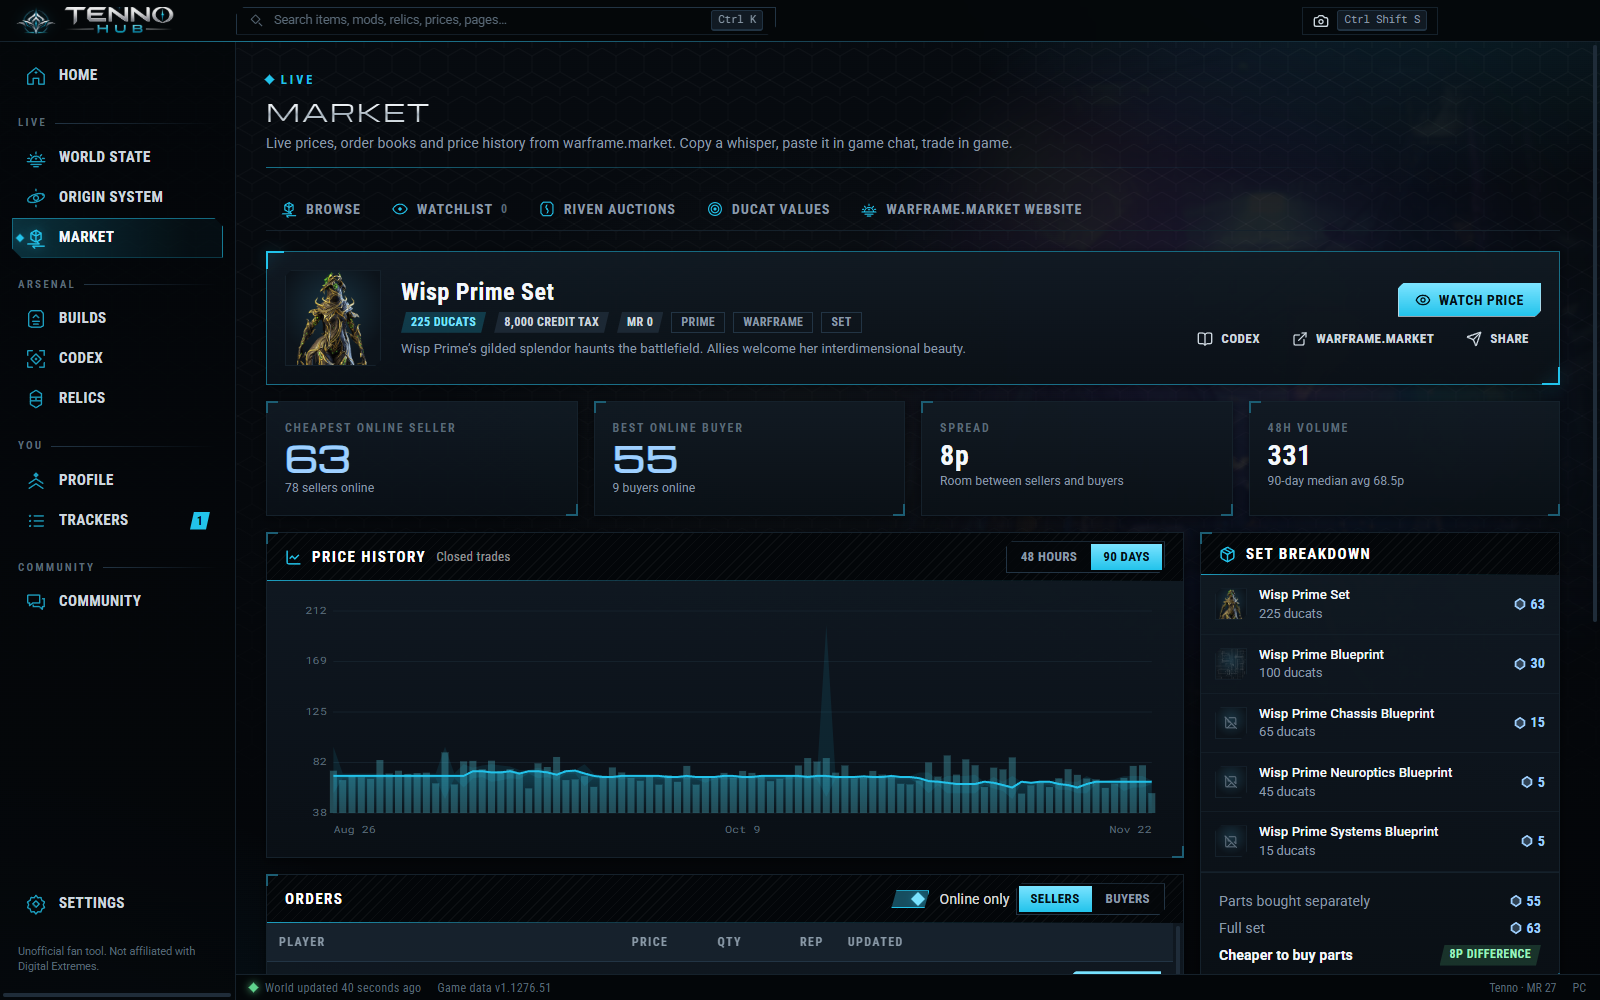 TENNO
HUB
Search items, mods, relics, prices, pages...
Ctrl K
Ctrl Shift S
HOME
LIVE
WORLD STATE
ORIGIN SYSTEM
MARKET
ARSENAL
BUILDS
CODEX
RELICS
YOU
PROFILE
TRACKERS
1
COMMUNITY
COMMUNITY
SETTINGS
Unofficial fan tool. Not affiliated with
Digital Extremes.
LIVE
MARKET
Live prices, order books and price history from warframe.market. Copy a whisper, paste it in game chat, trade in game.
BROWSE
WATCHLIST 0
RIVEN AUCTIONS
DUCAT VALUES
WARFRAME.MARKET WEBSITE
Wisp Prime Set
225 DUCATS
8,000 CREDIT TAX
MR 0
PRIME
WARFRAME
SET
Wisp Prime's gilded splendor haunts the battlefield. Allies welcome her interdimensional beauty.
WATCH PRICE
CODEX
WARFRAME.MARKET
SHARE
CHEAPEST ONLINE SELLER
63
78 sellers online
BEST ONLINE BUYER
55
9 buyers online
SPREAD
8p
Room between sellers and buyers
48H VOLUME
331
90-day median avg 68.5p
PRICE HISTORY Closed trades
48 HOURS
90 DAYS
212
169
125
82
38
Aug 26
Oct 9
Nov 22
SET BREAKDOWN
Wisp Prime Set
225 ducats
63
Wisp Prime Blueprint
100 ducats
30
Wisp Prime Chassis Blueprint
65 ducats
15
Wisp Prime Neuroptics Blueprint
45 ducats
5
Wisp Prime Systems Blueprint
15 ducats
5
Parts bought separately 55
Full set 63
Cheaper to buy parts 8P DIFFERENCE
ORDERS
Online only
SELLERS
BUYERS
PLAYER PRICE QTY REP UPDATED
World updated 40 seconds ago
Game data v1.1276.51
Tenno · MR 27
PC